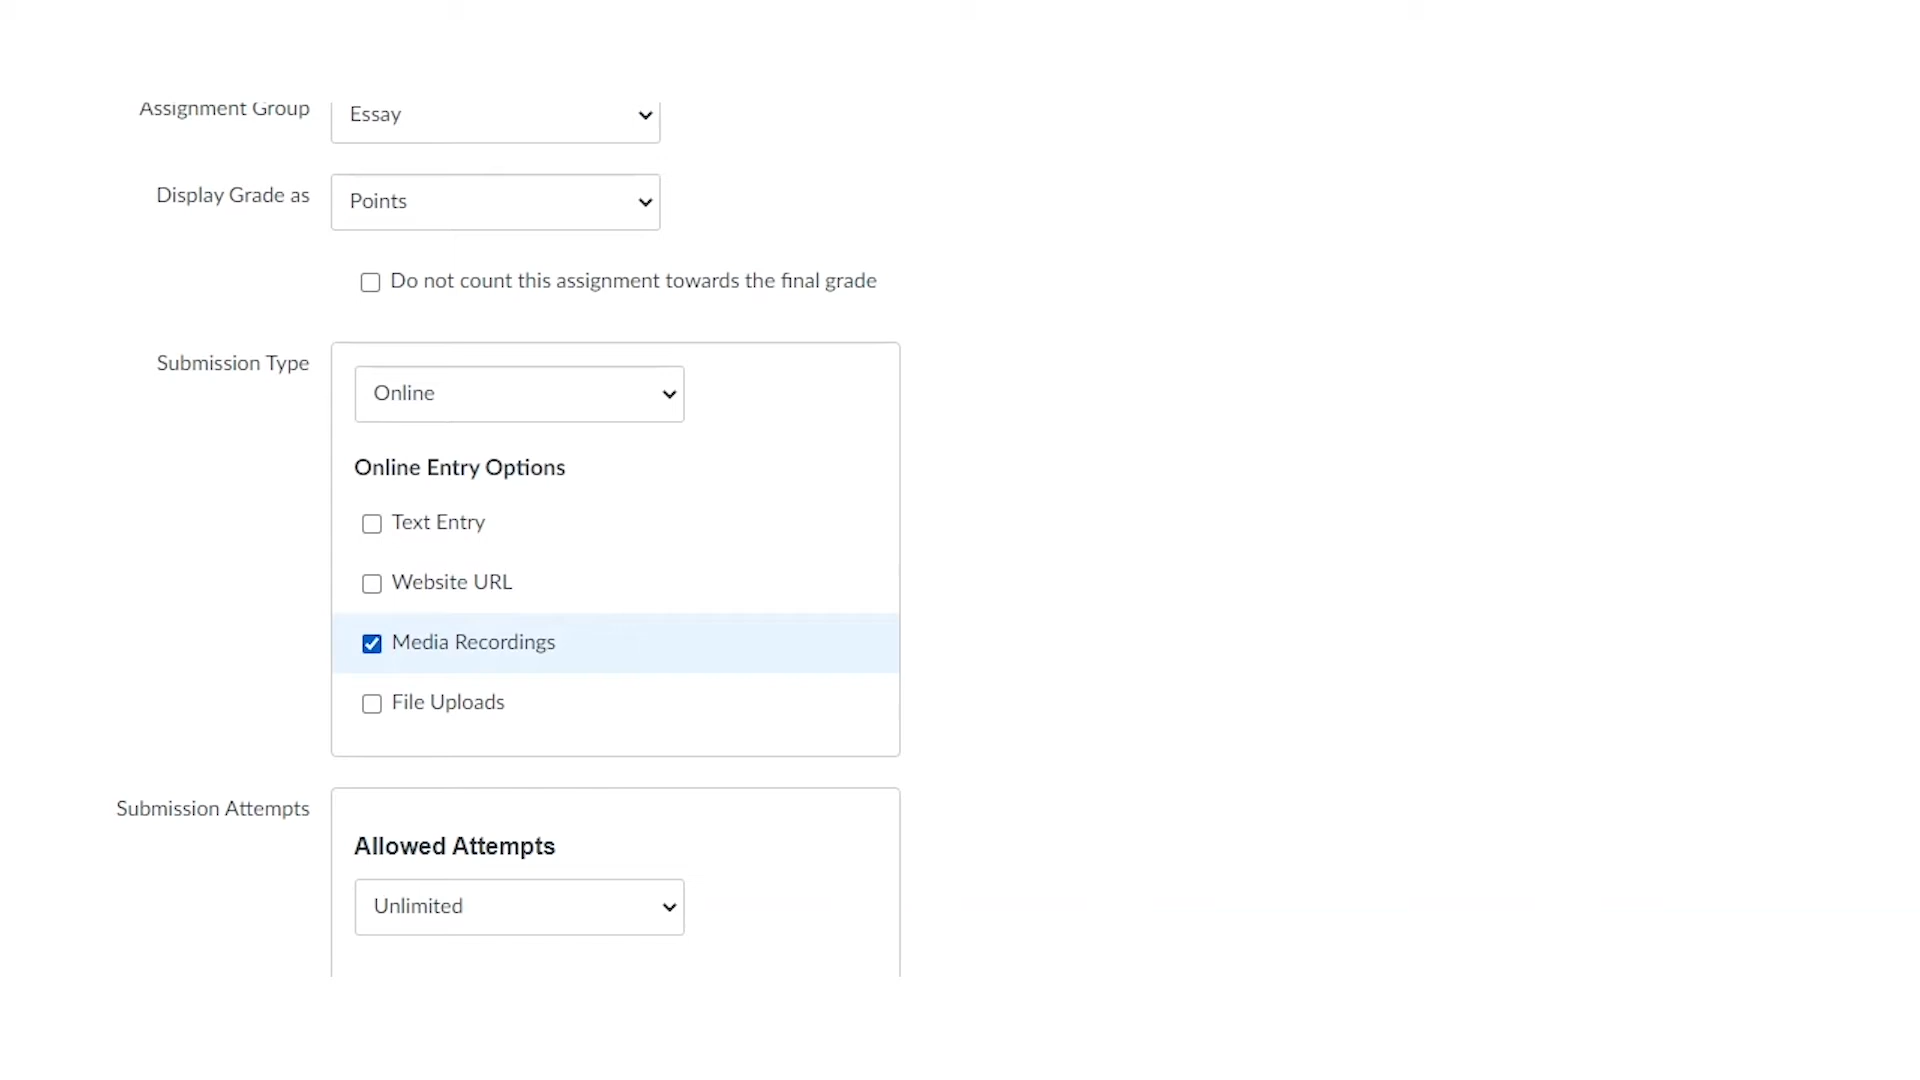 Assignment Group
Essay
Display Grade as
Points
Do not count this assignment towards the final grade
Submission Type
Online
Online Entry Options
Text Entry
Website URL
Media Recordings
File Uploads
Submission Attempts
Allowed Attempts
Unlimited